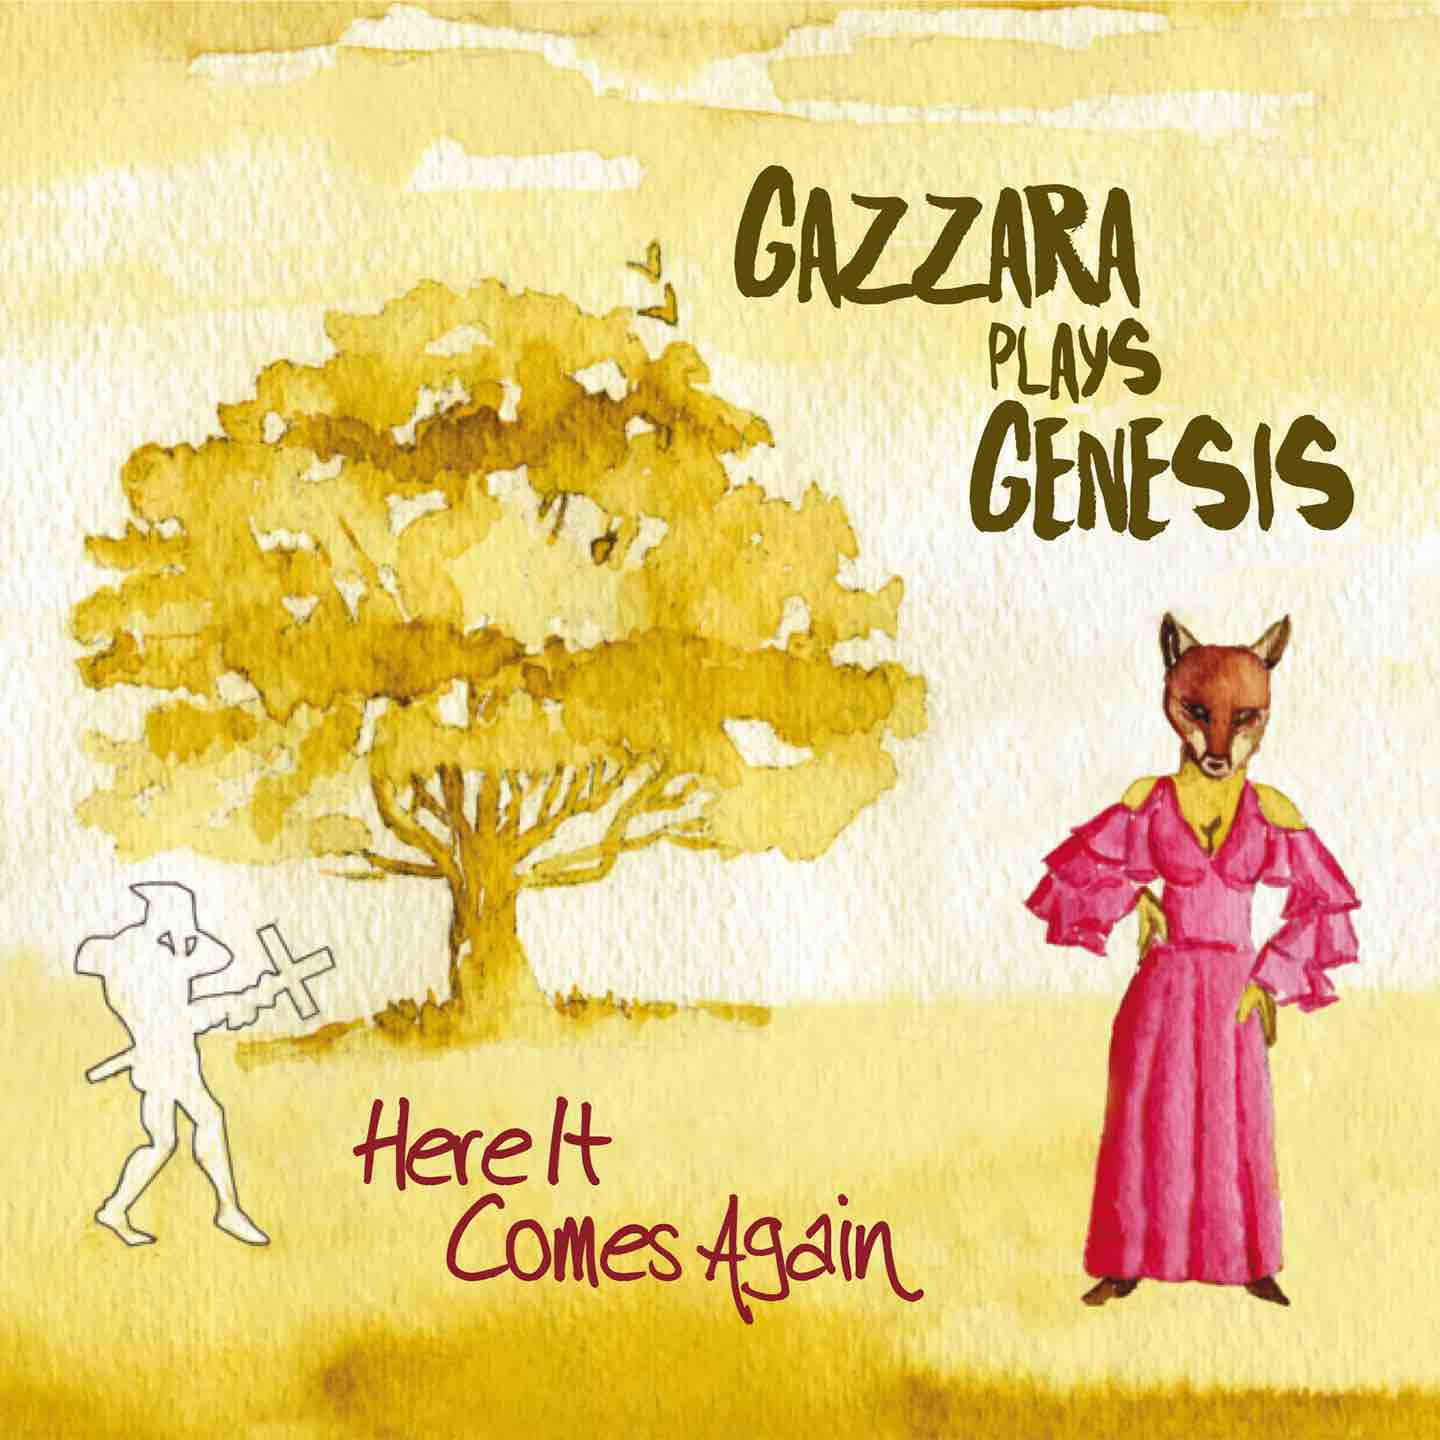 GAZZARA
PLAYS
GENESIS
Here It
Comes Again